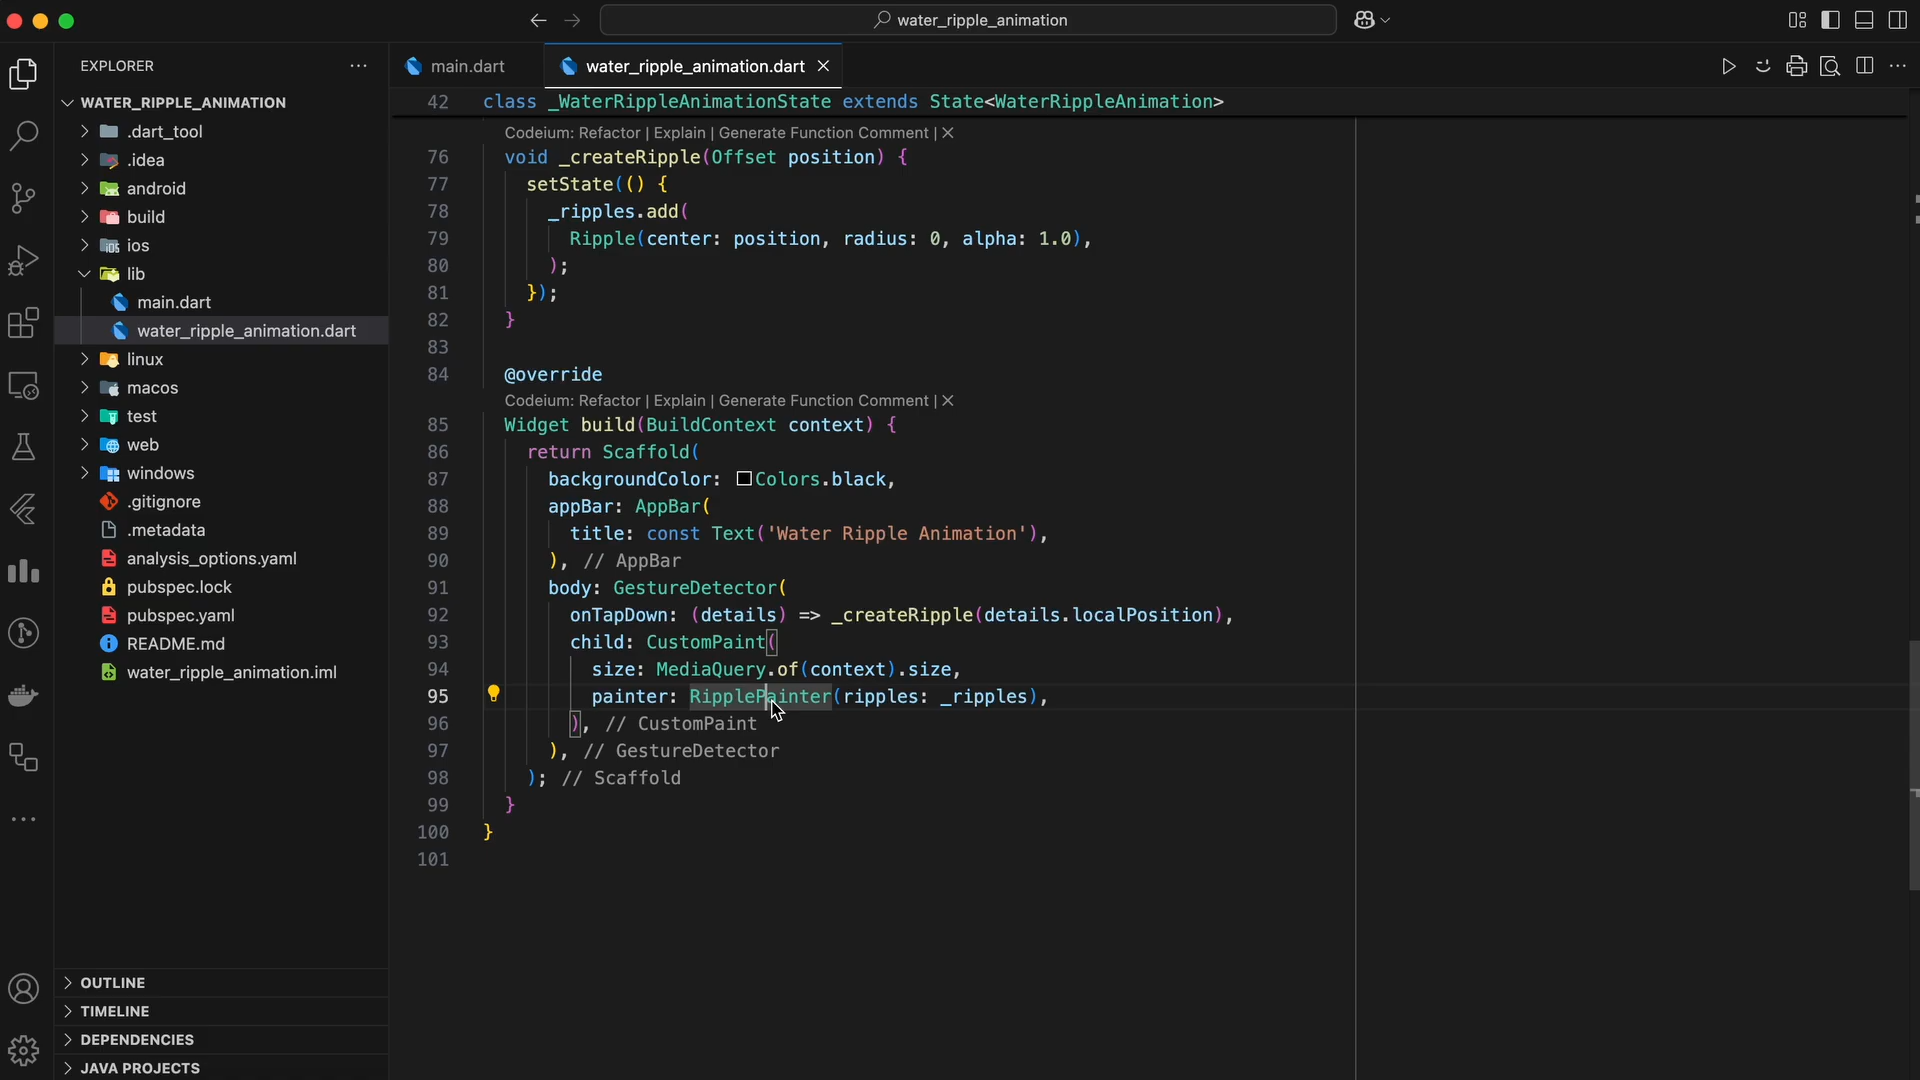 water_ripple_animation
EXPLORER
WATER_RIPPLE_ANIMATION
.dart_tool
.idea
android
build
ios
lib
main.dart
water_ripple_animation.dart
linux
macos
test
web
windows
.gitignore
.metadata
analysis_options.yaml
pubspec.lock
pubspec.yaml
README.md
water_ripple_animation.iml
OUTLINE
TIMELINE
DEPENDENCIES
JAVA PROJECTS
main.dart
water_ripple_animation.dart
42 class _WaterRippleAnimationState extends State<WaterRippleAnimation>
Codeium: Refactor | Explain | Generate Function Comment | ✕
76 void _createRipple(Offset position) {
77 setState(() {
78 _ripples.add(
79 Ripple(center: position, radius: 0, alpha: 1.0),
80 );
81 });
82 }
83
84 @override
Codeium: Refactor | Explain | Generate Function Comment | ✕
85 Widget build(BuildContext context) {
86 return Scaffold(
87 backgroundColor: Colors.black,
88 appBar: AppBar(
89 title: const Text('Water Ripple Animation'),
90 ), // AppBar
91 body: GestureDetector(
92 onTapDown: (details) => _createRipple(details.localPosition),
93 child: CustomPaint(
94 size: MediaQuery.of(context).size,
95 painter: RipplePainter(ripples: _ripples),
96 ), // CustomPaint
97 ), // GestureDetector
98 ); // Scaffold
99 }
100 }
101